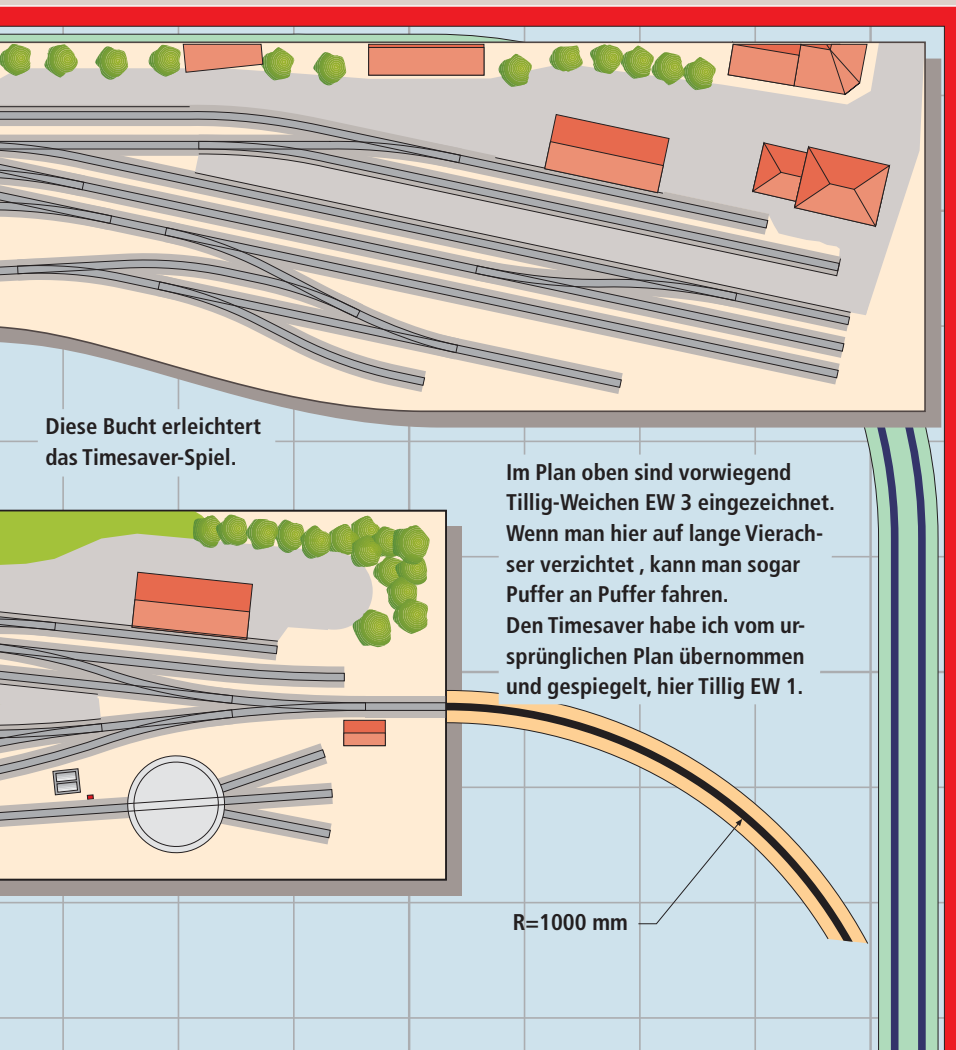 Diese Bucht erleichtert
das Timesaver-Spiel.
Im Plan oben sind vorwiegend
Tillig-Weichen EW 3 eingezeichnet.
Wenn man hier auf lange Vierach-
ser verzichtet , kann man sogar
Puffer an Puffer fahren.
Den Timesaver habe ich vom ur-
sprünglichen Plan übernommen
und gespiegelt, hier Tillig EW 1.
R=1000 mm